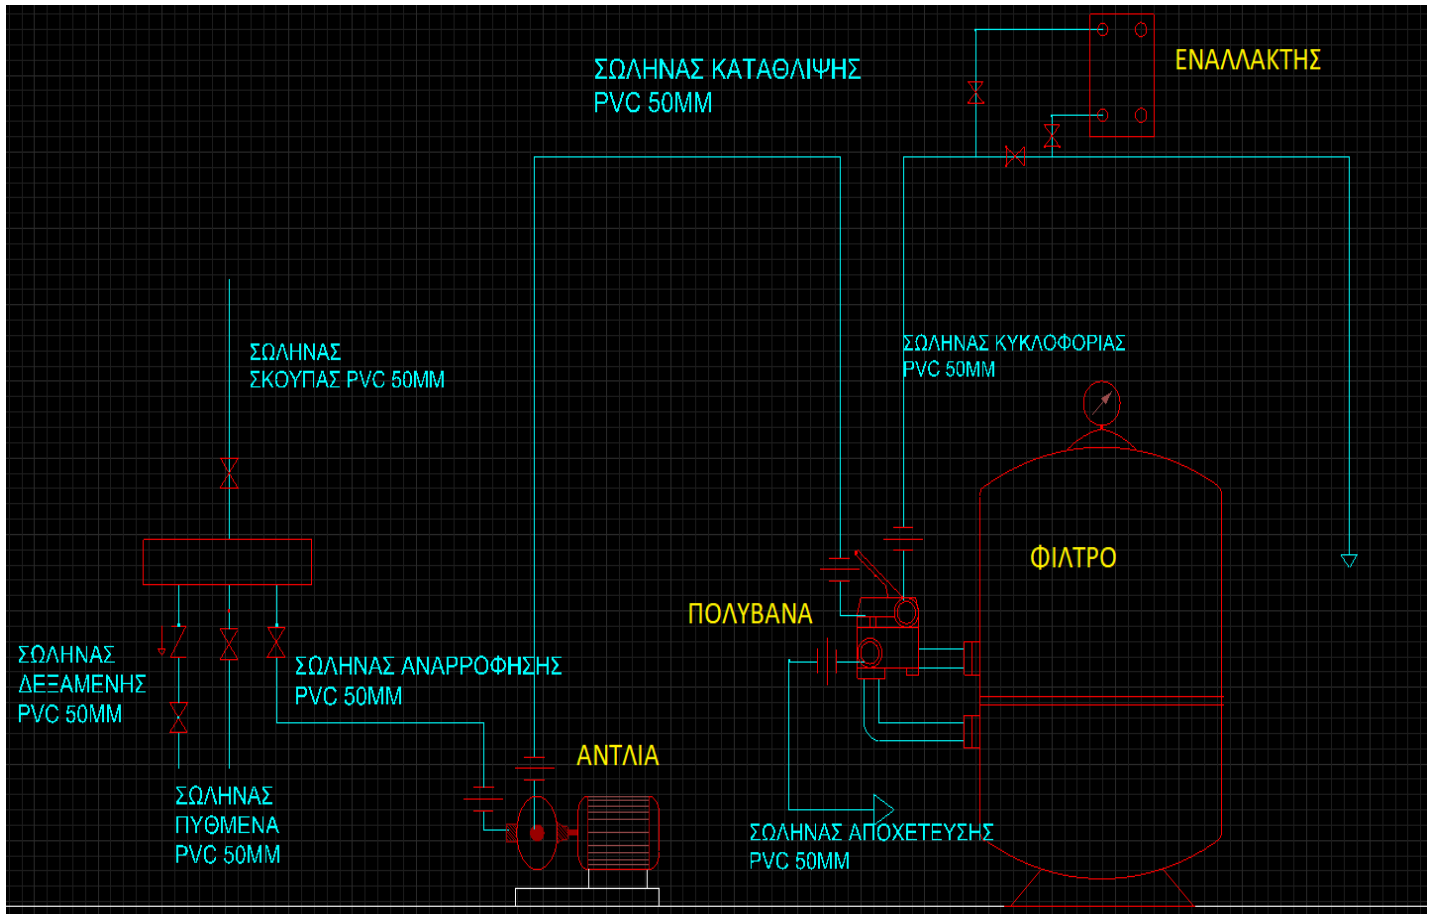 ΣΩΛΗΝΑΣ ΚΑΤΑΘΛΙΨΗΣ
PVC 50MM
ΕΝΑΛΛΑΚΤΗΣ
ΣΩΛΗΝΑΣ
ΣΚΟΥΠΑΣ PVC 50MM
ΣΩΛΗΝΑΣ ΚΥΚΛΟΦΟΡΙΑΣ
PVC 50MM
ΦΙΛΤΡΟ
ΠΟΛΥΒΑΝΑ
ΣΩΛΗΝΑΣ
ΔΕΞΑΜΕΝΗΣ
PVC 50MM
ΣΩΛΗΝΑΣ ΑΝΑΡΡΟΦΗΣΗΣ
PVC 50MM
ΑΝΤΛΙΑ
ΣΩΛΗΝΑΣ
ΠΥΘΜΕΝΑ
PVC 50MM
ΣΩΛΗΝΑΣ ΑΠΟΧΕΤΕΥΣΗΣ
PVC 50MM